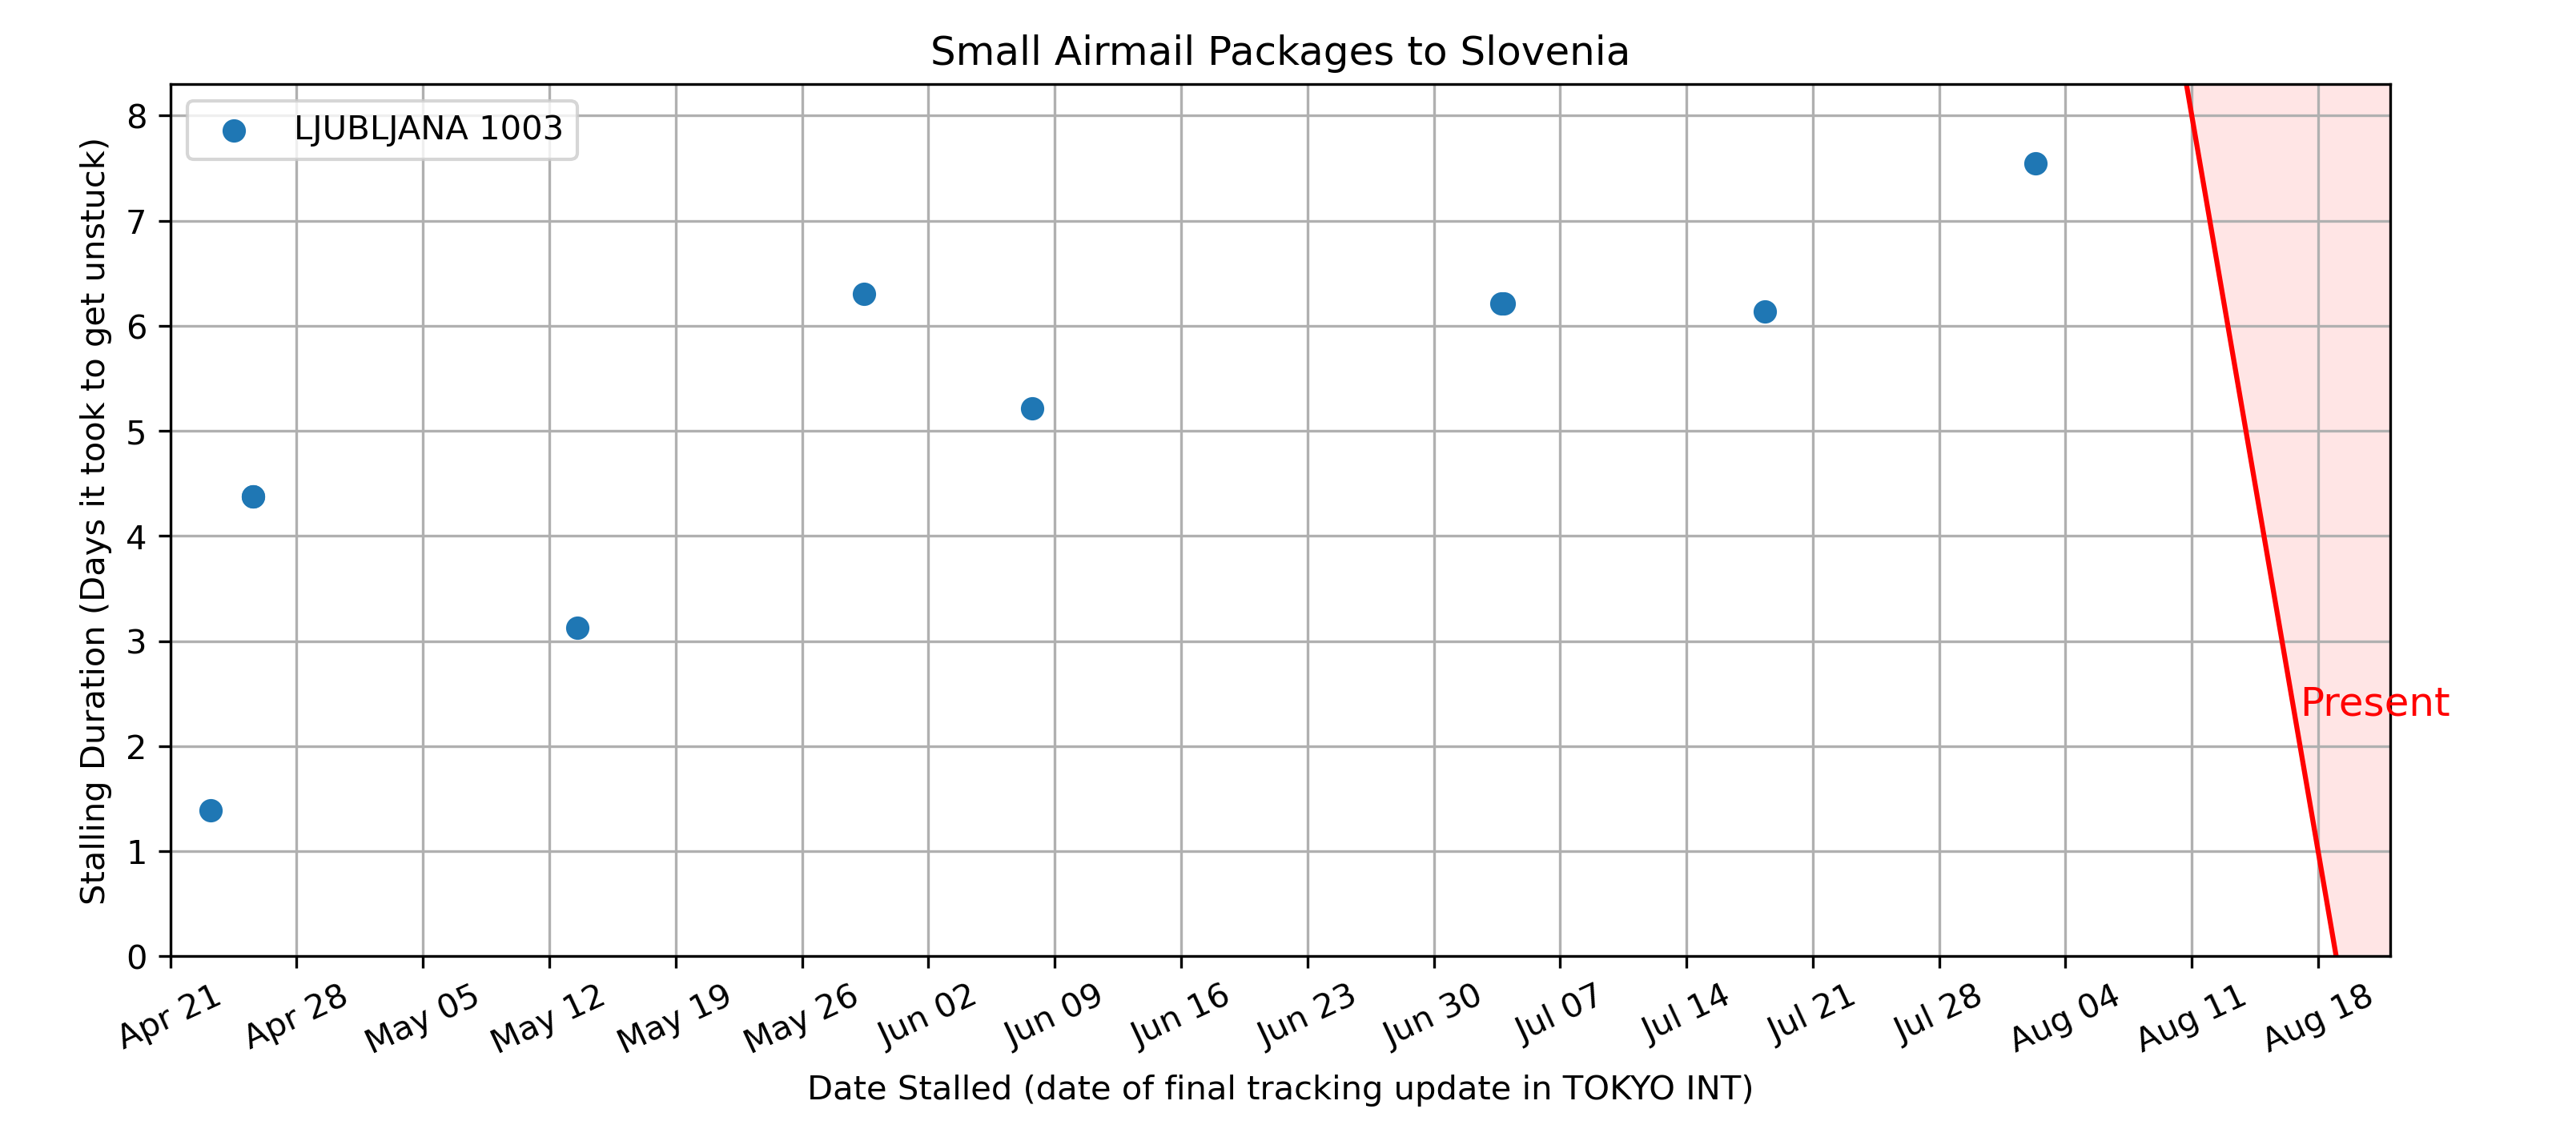 Small Airmail Packages to Slovenia
LJUBLJANA 1003
Stalling Duration (Days it took to get unstuck)
8
7
6
5
4
3
2
1
0
Present
Apr 21 Apr 28 May 05 May 12 May 19 May 26 Jun 02 Jun 09 Jun 16 Jun 23 Jun 30 Jul 07 Jul 14 Jul 21 Jul 28 Aug 04 Aug 11 Aug 18
Date Stalled (date of final tracking update in TOKYO INT)